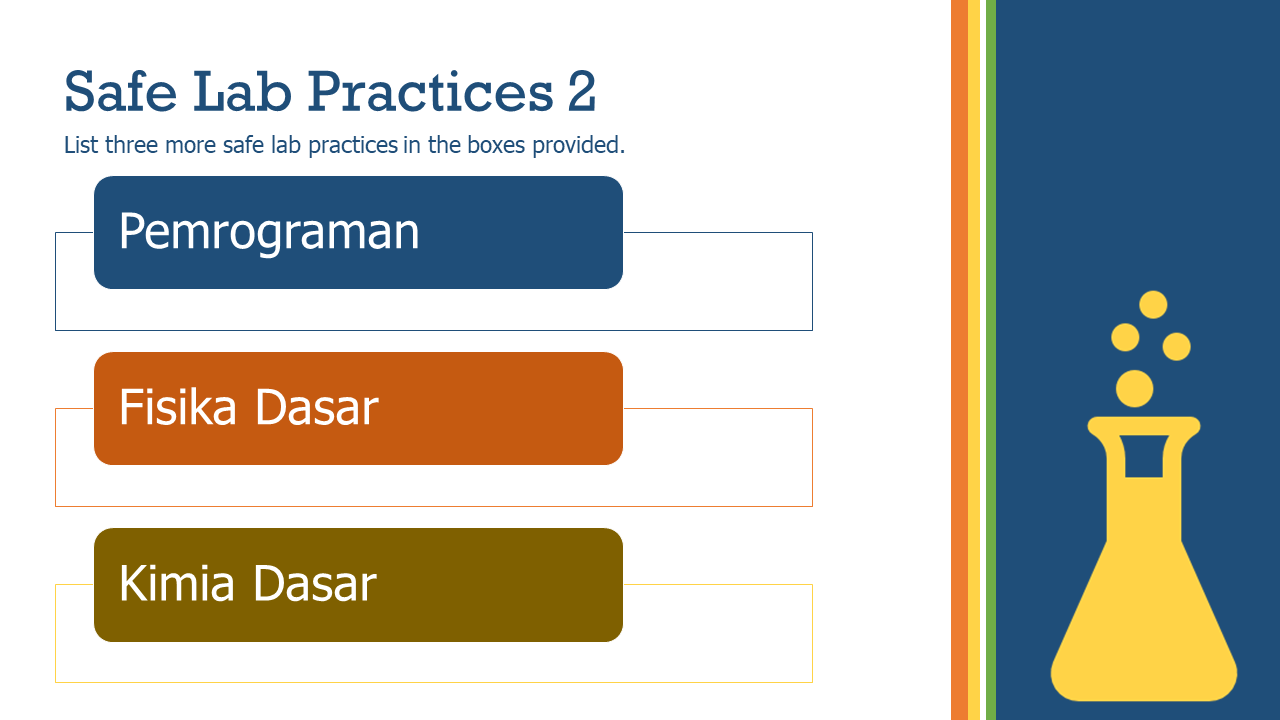 Safe Lab Practices 2
List three more safe lab practices in the boxes provided.
Pemrograman
Fisika Dasar
Kimia Dasar